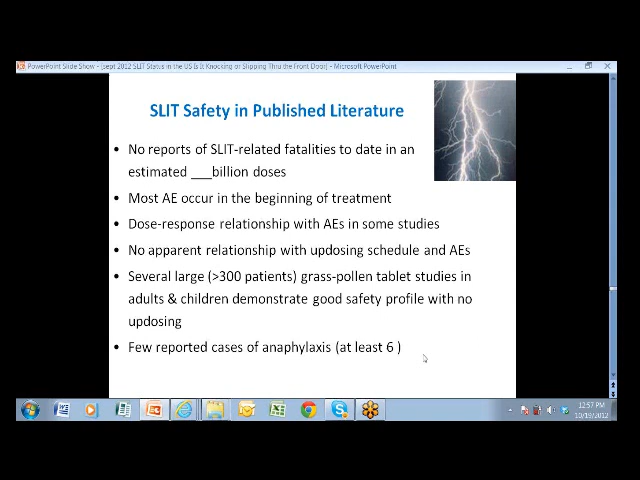 PowerPoint Slide Show - [sept 2012 SLIT Status in the US Is It Knocking or Slipping Thru the Front Door] - Microsoft PowerPoint
SLIT Safety in Published Literature
• No reports of SLIT-related fatalities to date in an
estimated ___billion doses
• Most AE occur in the beginning of treatment
• Dose-response relationship with AEs in some studies
• No apparent relationship with updosing schedule and AEs
• Several large (>300 patients) grass-pollen tablet studies in
adults & children demonstrate good safety profile with no
updosing
• Few reported cases of anaphylaxis (at least 6 )
12:57 PM
10/19/2012